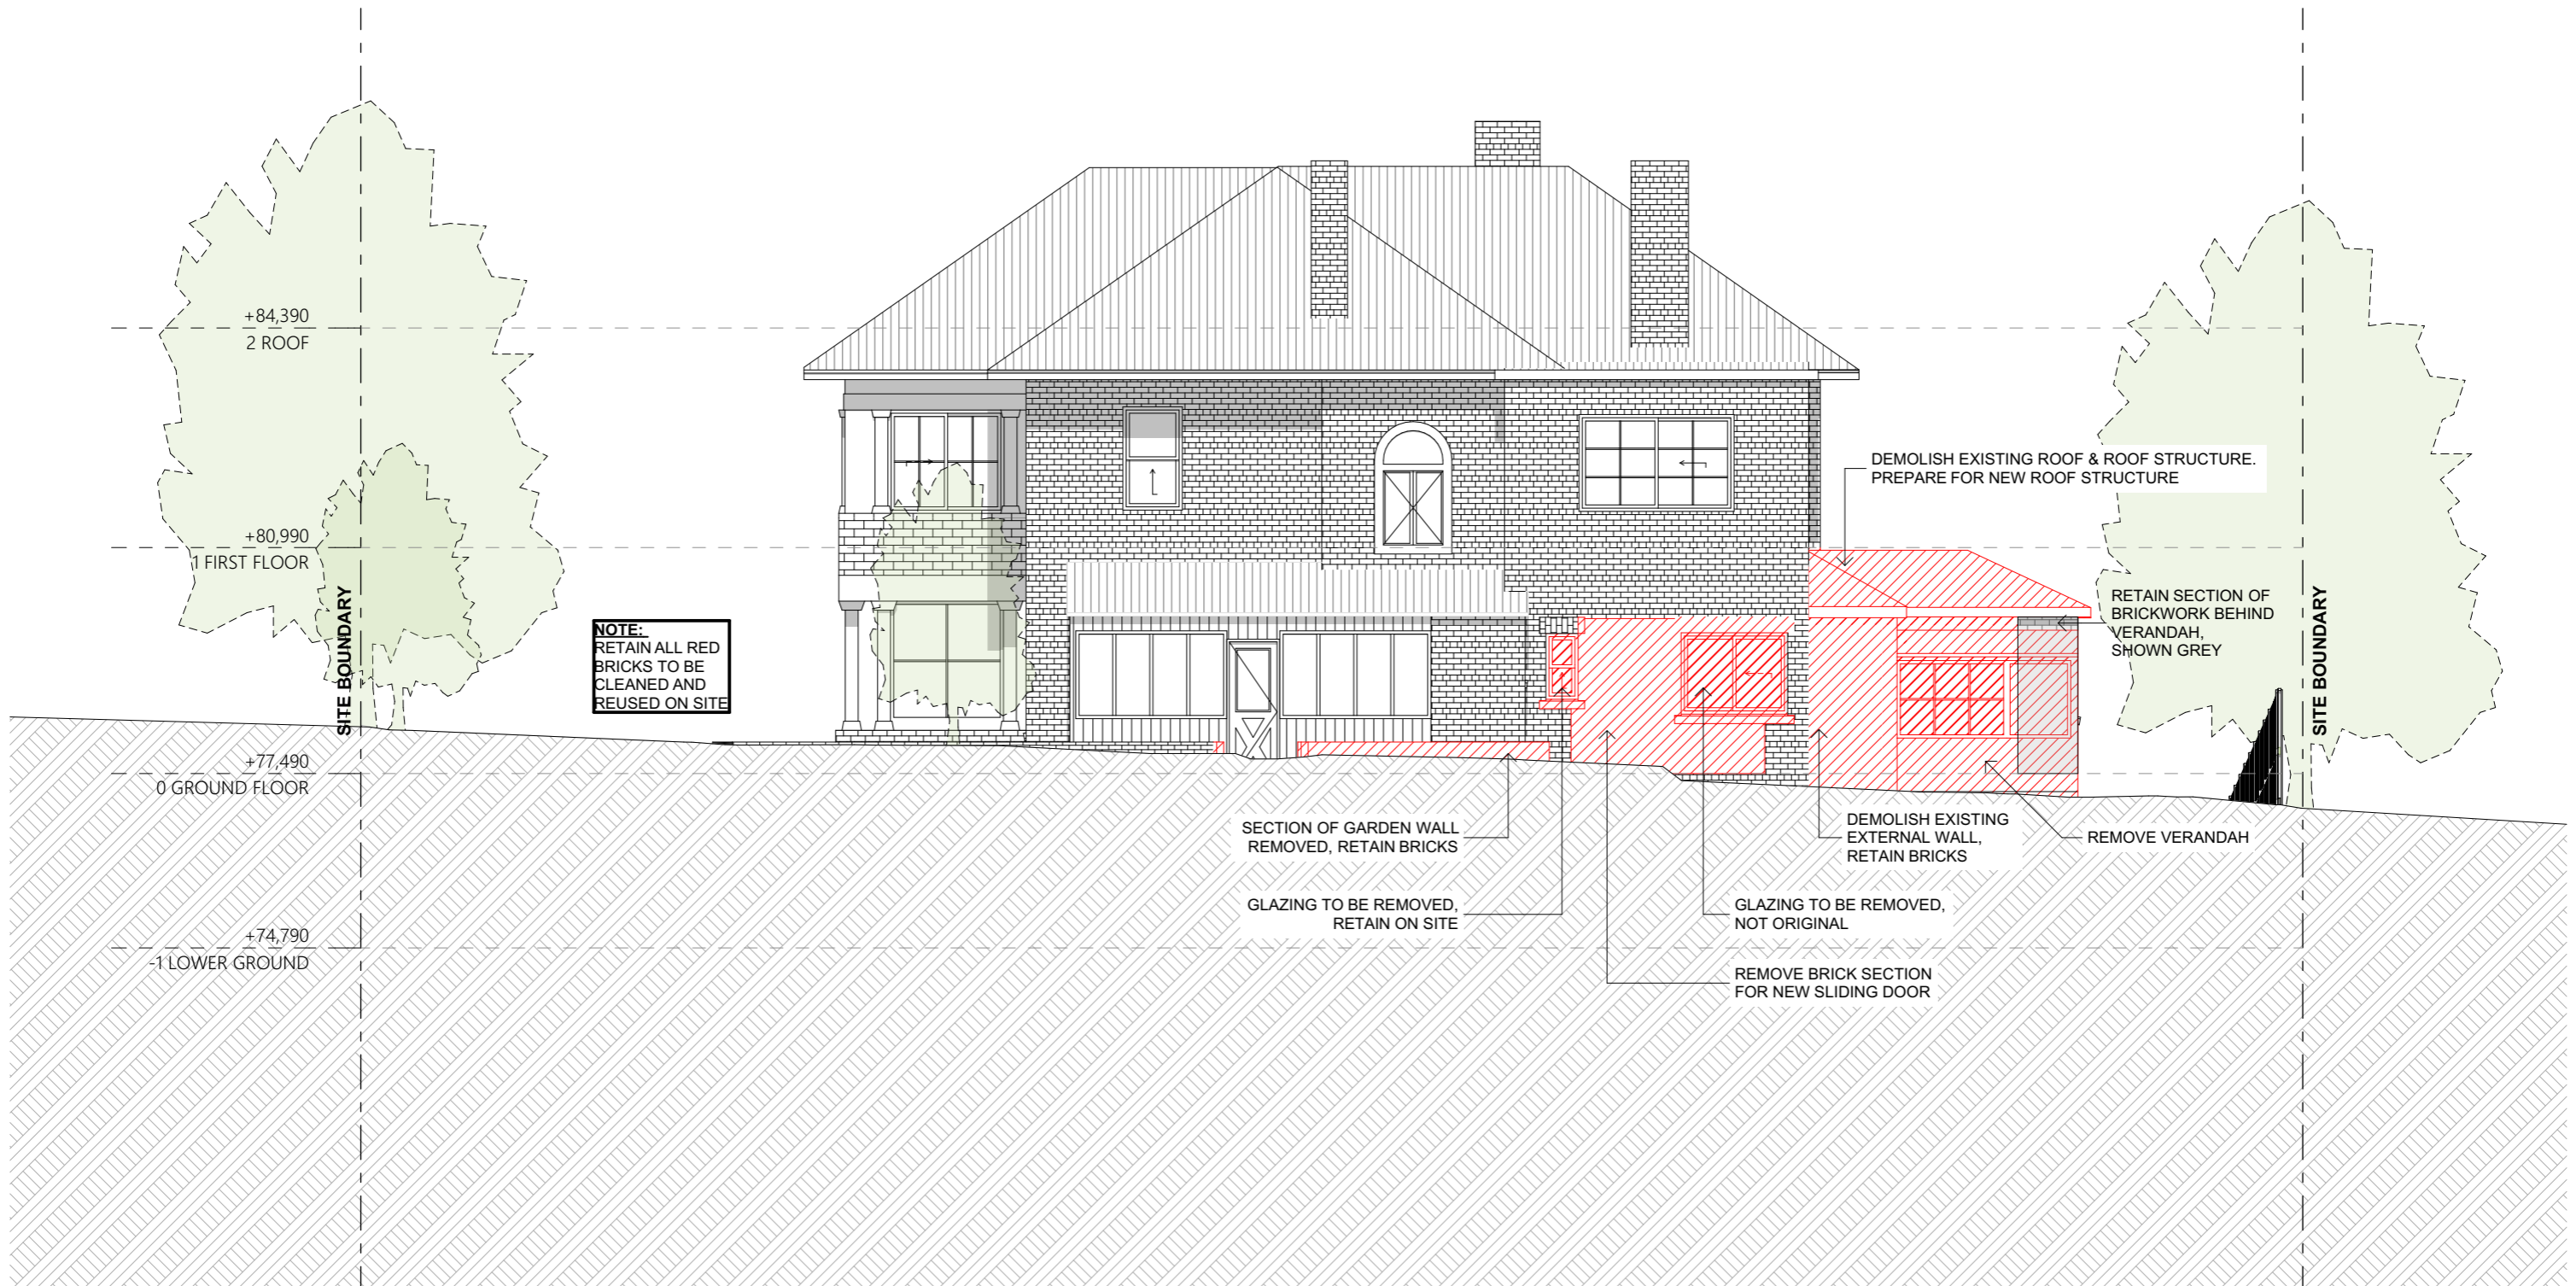 +84,390
2 ROOF
+80,990
1 FIRST FLOOR
SITE BOUNDARY
NOTE:
RETAIN ALL RED
BRICKS TO BE
CLEANED AND
REUSED ON SITE
DEMOLISH EXISTING ROOF & ROOF STRUCTURE.
PREPARE FOR NEW ROOF STRUCTURE
RETAIN SECTION OF
BRICKWORK BEHIND
VERANDAH,
SHOWN GREY
SITE BOUNDARY
+77,490
0 GROUND FLOOR
SECTION OF GARDEN WALL
REMOVED, RETAIN BRICKS
DEMOLISH EXISTING
EXTERNAL WALL,
RETAIN BRICKS
REMOVE VERANDAH
GLAZING TO BE REMOVED,
RETAIN ON SITE
GLAZING TO BE REMOVED,
NOT ORIGINAL
+74,790
-1 LOWER GROUND
REMOVE BRICK SECTION
FOR NEW SLIDING DOOR